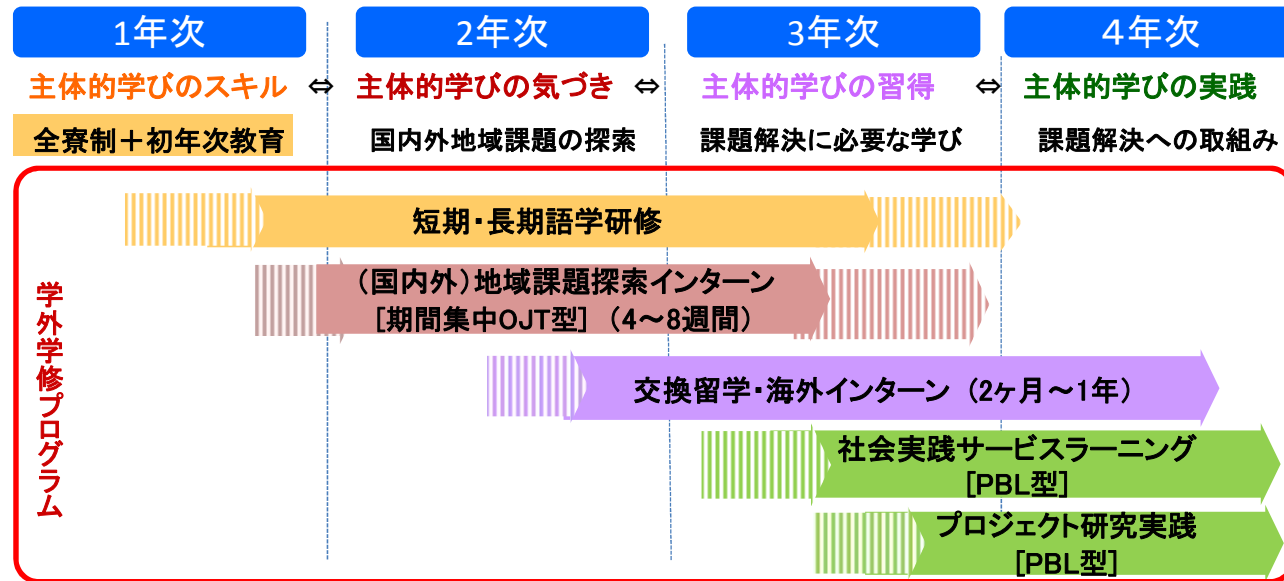 1年次
2年次
3年次
４年次
主体的学びのスキル ⇔ 主体的学びの気づき ⇔ 主体的学びの習得 ⇔ 主体的学びの実践
全寮制＋初年次教育
国内外地域課題の探索
課題解決に必要な学び
課題解決への取組み
学外学修プログラム
短期・長期語学研修
（国内外）地域課題探索インターン
［期間集中OJT型］（4～8週間）
交換留学・海外インターン（2ヶ月～1年）
社会実践サービスラーニング
［PBL型］
プロジェクト研究実践
［PBL型］